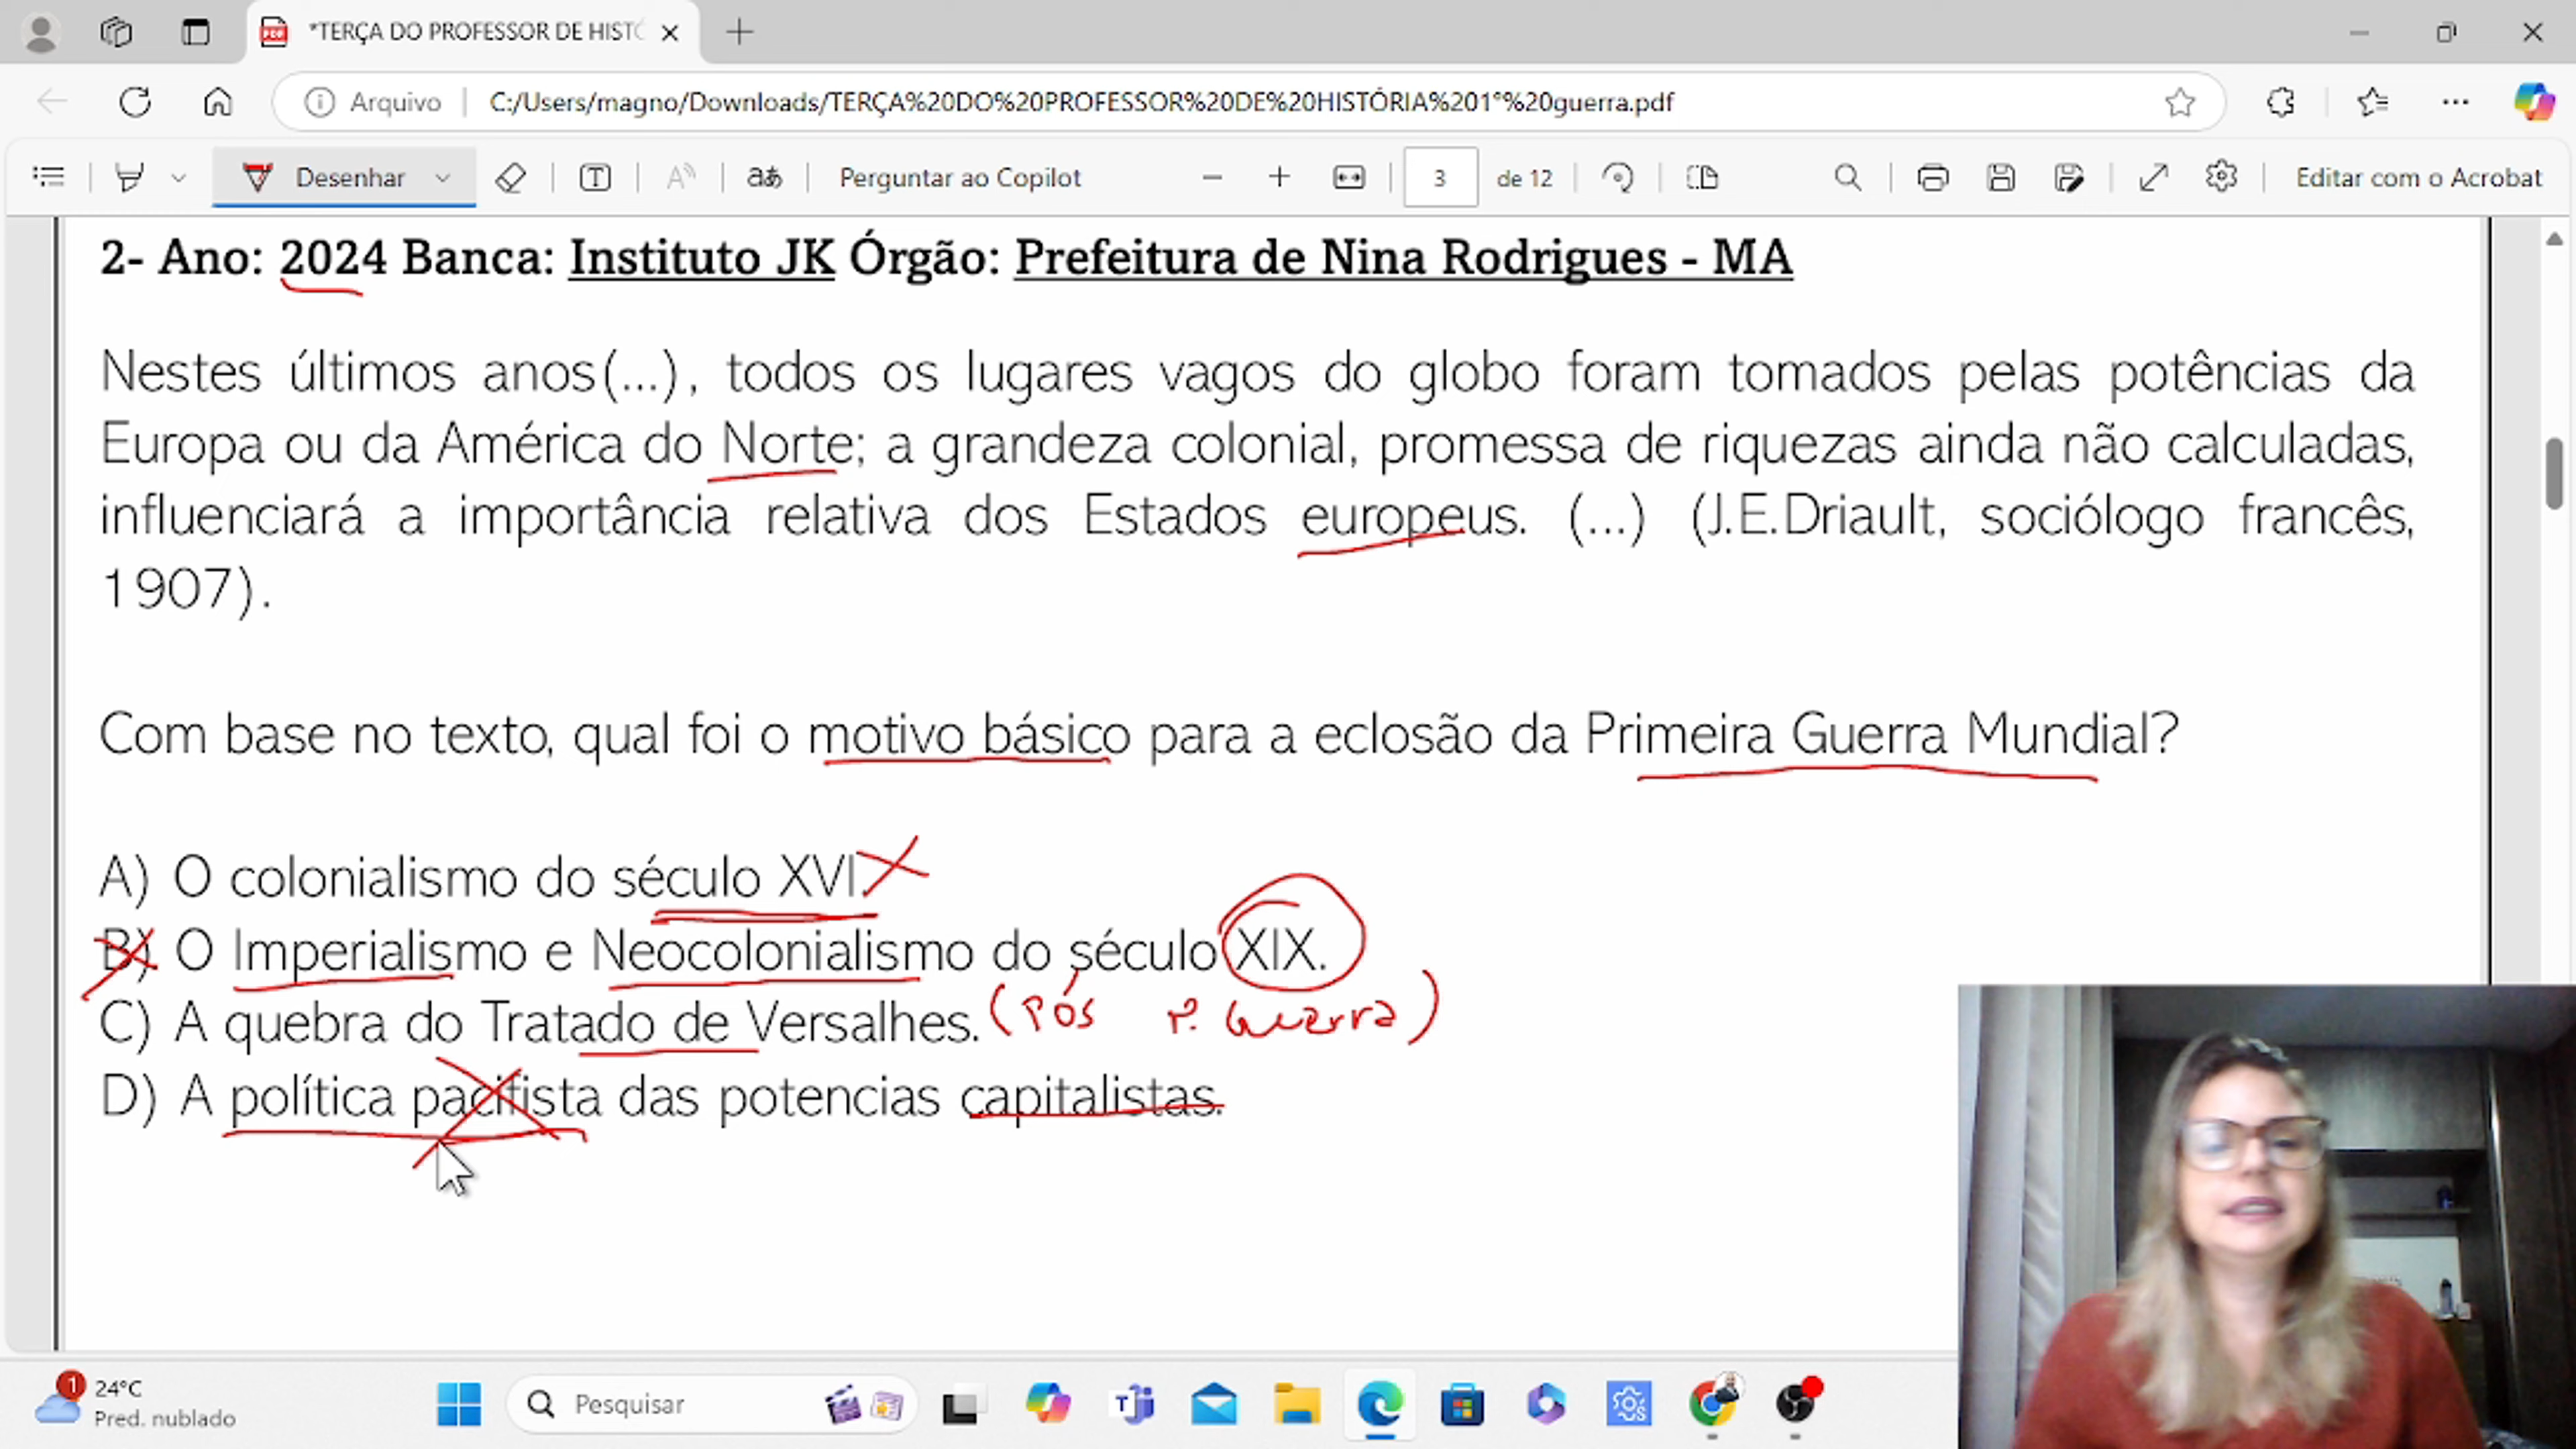 *TERÇA DO PROFESSOR DE HISTÓ
Arquivo
C:/Users/magno/Downloads/TERÇA%20DO%20PROFESSOR%20DE%20HISTÓRIA%201°%20guerra.pdf
Desenhar
Perguntar ao Copilot
3 de 12
Editar com o Acrobat
2- Ano: 2024 Banca: Instituto JK Órgão: Prefeitura de Nina Rodrigues - MA
Nestes últimos anos(...), todos os lugares vagos do globo foram tomados pelas potências da
Europa ou da América do Norte; a grandeza colonial, promessa de riquezas ainda não calculadas,
influenciará a importância relativa dos Estados europeus. (...) (J.E.Driault, sociólogo francês,
1907).
Com base no texto, qual foi o motivo básico para a eclosão da Primeira Guerra Mundial?
A) O colonialismo do século XVI.
B) O Imperialismo e Neocolonialismo do século XIX.
C) A quebra do Tratado de Versalhes. (Pós P. Guerra)
D) A política pacifista das potencias capitalistas.
1
24°C
Pred. nublado
Pesquisar